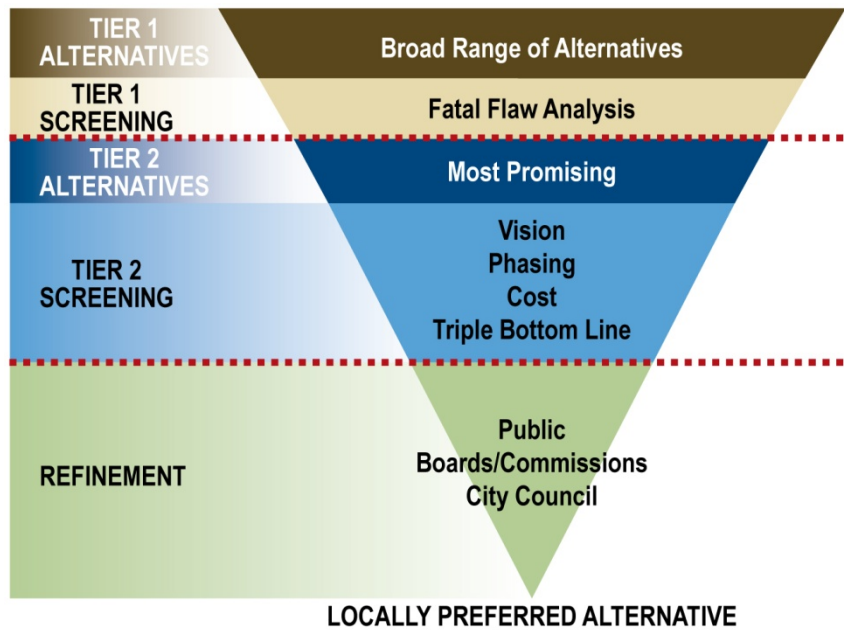 TIER 1
ALTERNATIVES
Broad Range of Alternatives
TIER 1
SCREENING
Fatal Flaw Analysis
TIER 2
ALTERNATIVES
Most Promising
TIER 2
SCREENING
Vision
Phasing
Cost
Triple Bottom Line
REFINEMENT
Public
Boards/Commissions
City Council
LOCALLY PREFERRED ALTERNATIVE